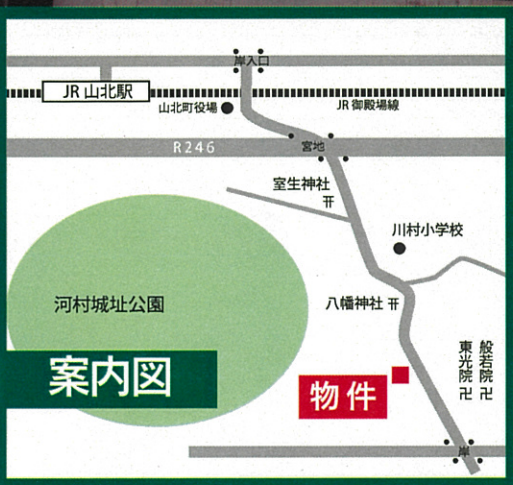 岸入口
JR 山北駅
山北町役場
JR 御殿場線
R246
宮地
室生神社
川村小学校
八幡神社
河村城址公園
般若院
東光院
案内図
物件
岸